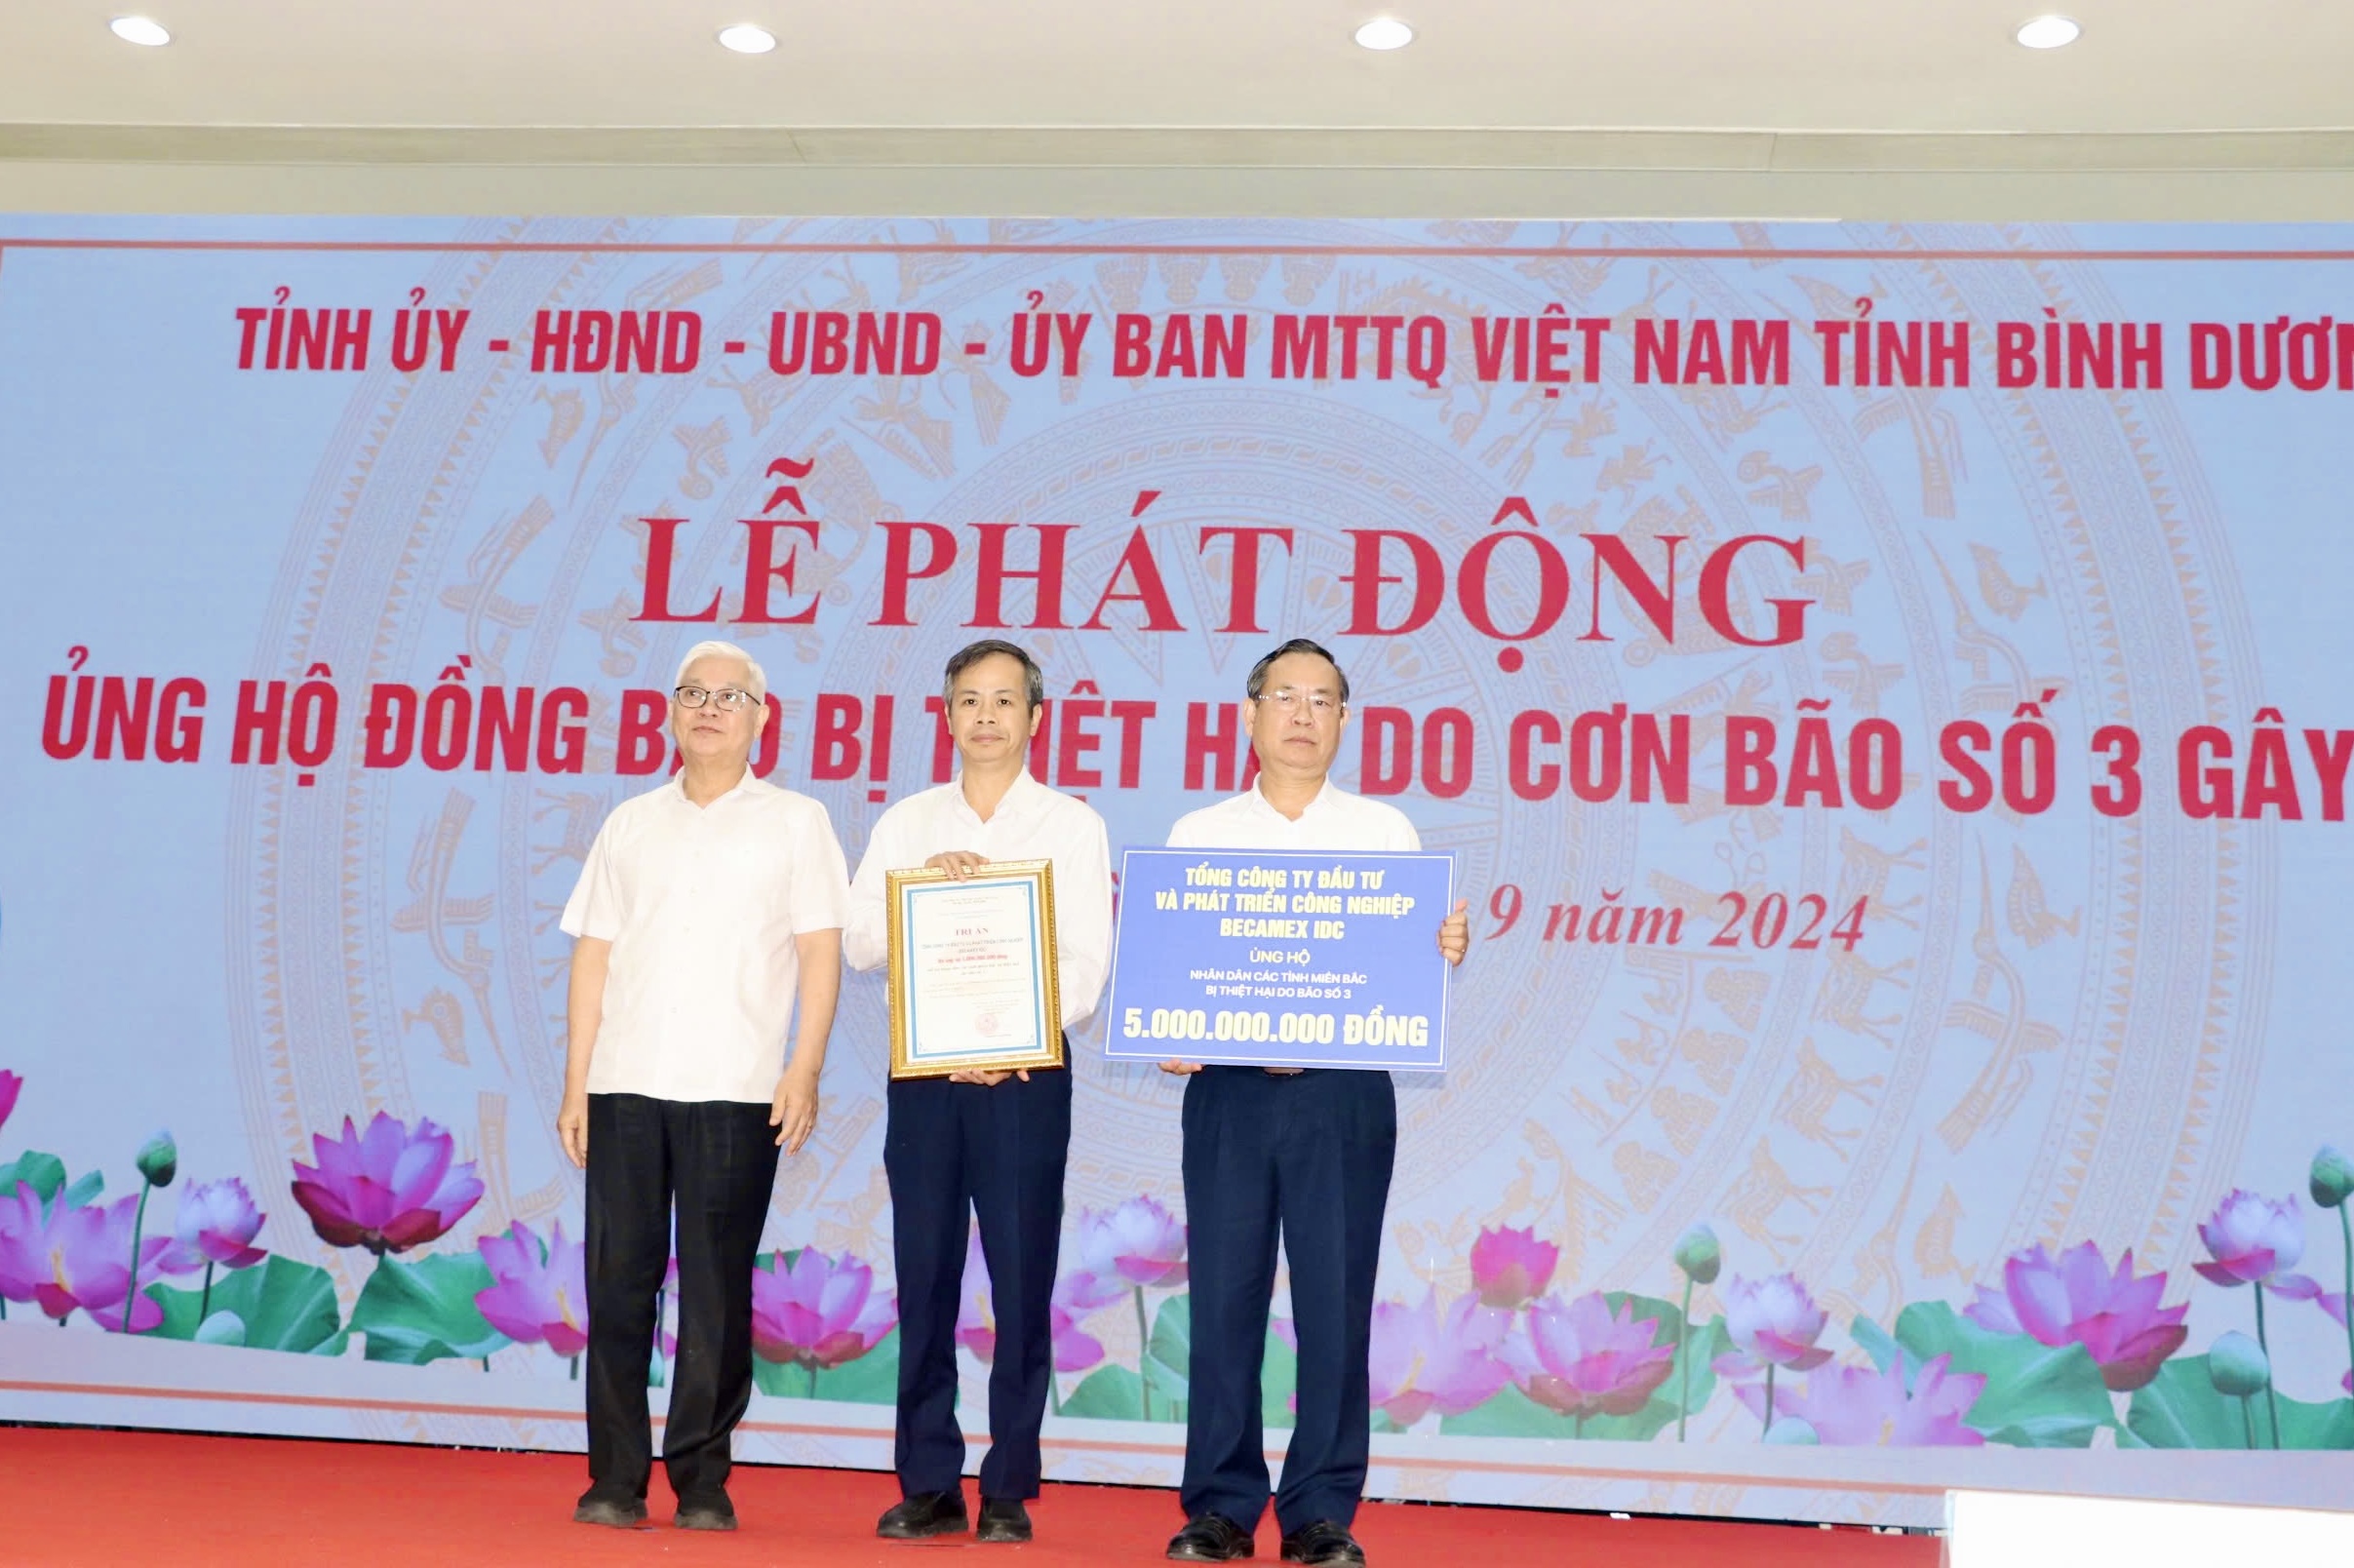 TỈNH ỦY - HĐND - UBND - ỦY BAN MTTQ VIỆT NAM TỈNH BÌNH DƯƠN
LỄ PHÁT ĐỘNG
ỦNG HỘ ĐỒNG BÀO BỊ THIỆT HẠI DO CƠN BÃO SỐ 3 GÂY
9 năm 2024
TRI ÂN
TỔNG CÔNG TY ĐẦU TƯ
VÀ PHÁT TRIỂN CÔNG NGHIỆP
BECAMEX IDC
ỦNG HỘ
NHÂN DÂN CÁC TỈNH MIỀN BẮC
BỊ THIỆT HẠI DO BÃO SỐ 3
5.000.000.000 ĐỒNG